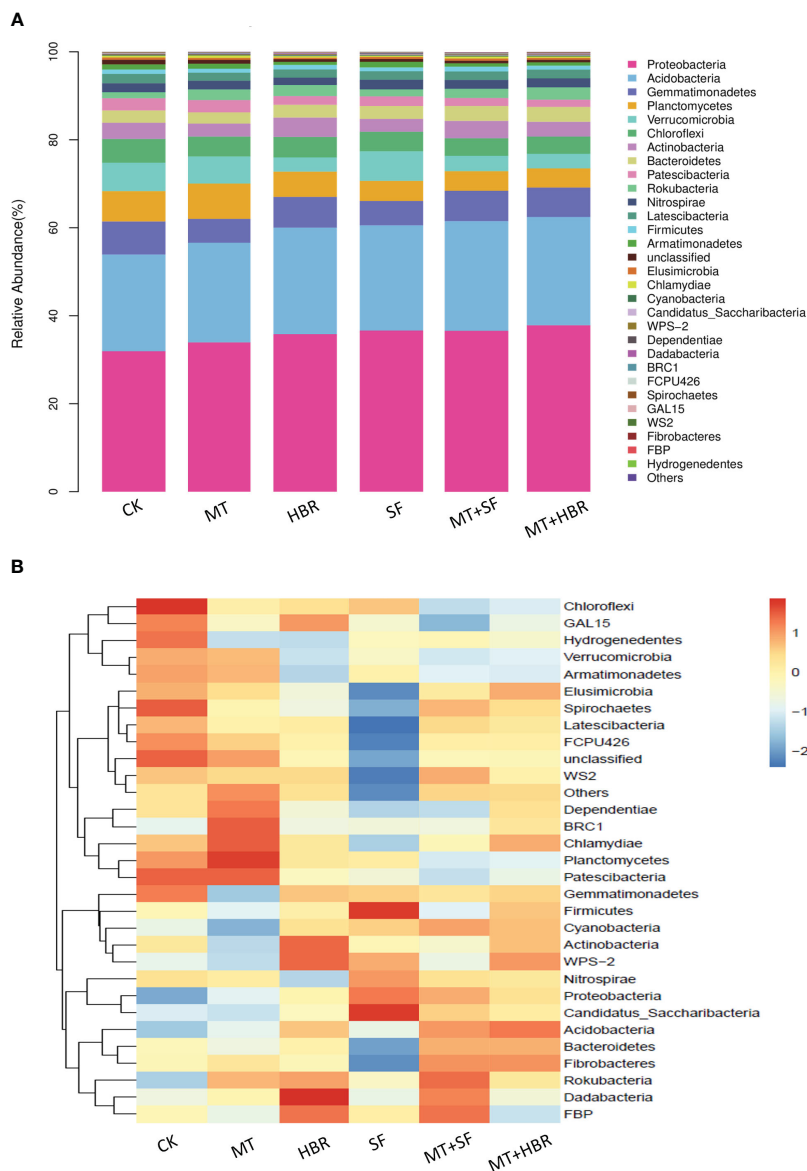 A
Relative Abundance(%)
100
80
60
40
20
0
CK
MT
HBR
SF
MT+SF
MT+HBR
Proteobacteria
Acidobacteria
Gemmatimonadetes
Planctomycetes
Verrucomicrobia
Chloroflexi
Actinobacteria
Bacteroidetes
Patescibacteria
Rokubacteria
Nitrospirae
Latescibacteria
Firmicutes
Armatimonadetes
unclassified
Elusimicrobia
Chlamydiae
Cyanobacteria
Candidatus_Saccharibacteria
WPS-2
Dependentiae
Dadabacteria
BRC1
FCPU426
Spirochaetes
GAL15
WS2
Fibrobacteres
FBP
Hydrogenedentes
Others
B
Chloroflexi
GAL15
Hydrogenedentes
Verrucomicrobia
Armatimonadetes
Elusimicrobia
Spirochaetes
Latescibacteria
FCPU426
unclassified
WS2
Others
Dependentiae
BRC1
Chlamydiae
Planctomycetes
Patescibacteria
Gemmatimonadetes
Firmicutes
Cyanobacteria
Actinobacteria
WPS-2
Nitrospirae
Proteobacteria
Candidatus_Saccharibacteria
Acidobacteria
Bacteroidetes
Fibrobacteres
Rokubacteria
Dadabacteria
FBP
1
0
−1
−2
CK
MT
HBR
SF
MT+SF
MT+HBR